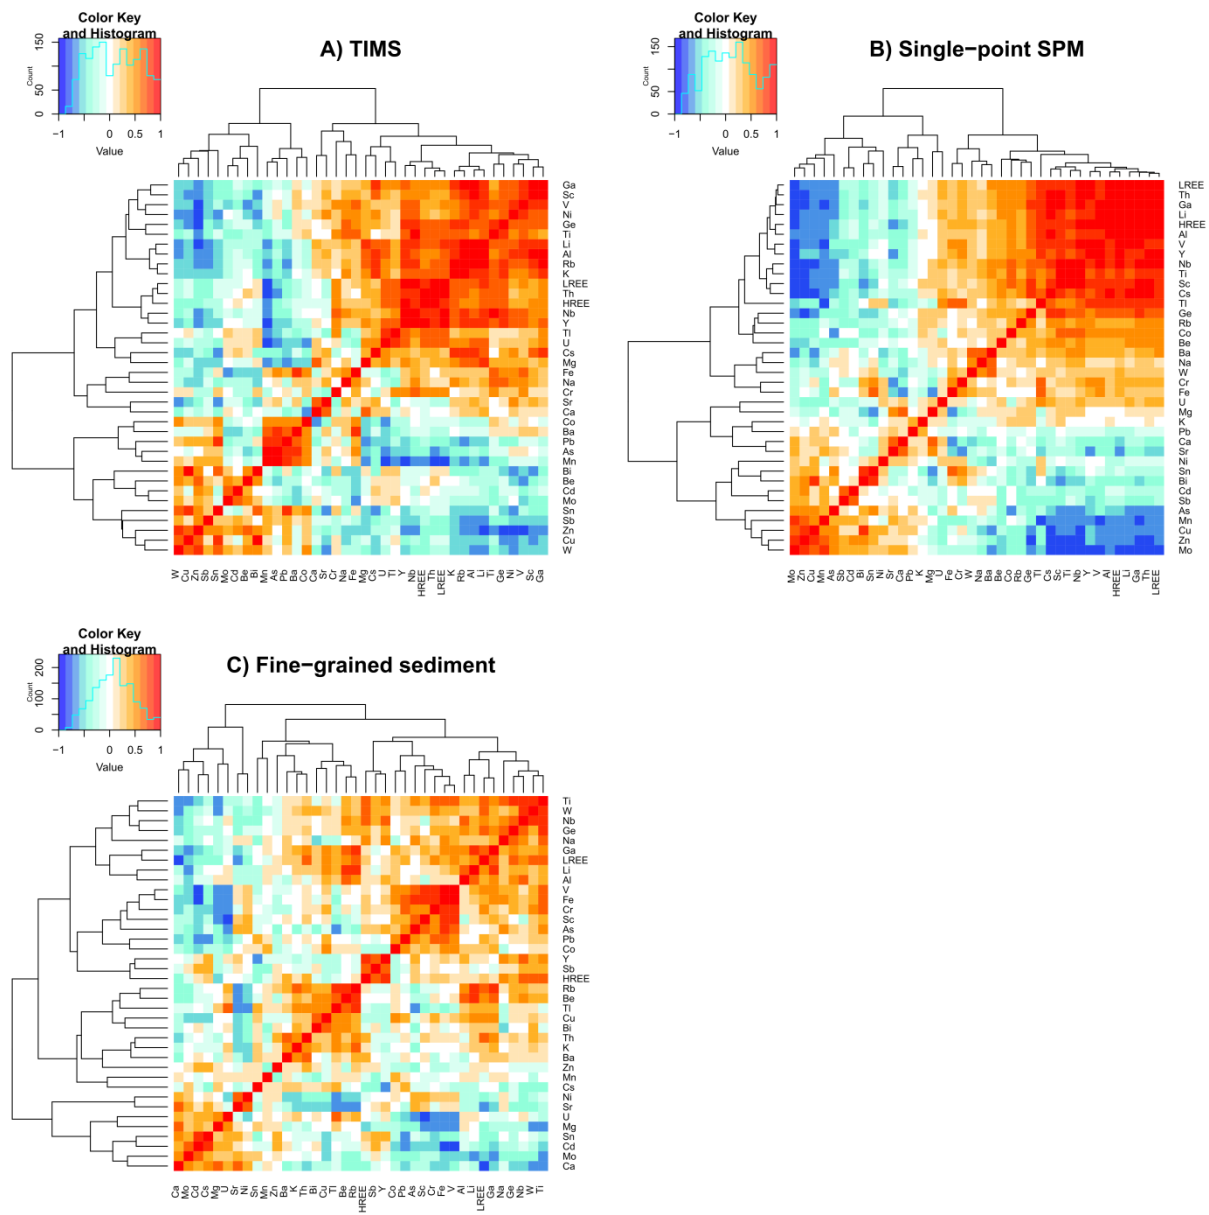 Color Key
and Histogram
Count
0
50
150
−1
0
0.5
1
Value
A) TIMS
Ga
Sc
V
Ni
Ge
Ti
Li
Al
Rb
K
LREE
Th
HREE
Nb
Y
Tl
U
Cs
Mg
Fe
Na
Cr
Sr
Ca
Co
Ba
Pb
As
Mn
Bi
Be
Cd
Mo
Sn
Sb
Zn
Cu
W
W Cu Zn Sb Sn Mo Cd Be Bi Mn As Pb Ba Co Ca Sr Cr Na Fe Mg Cs U Tl Y Nb HREE Th LREE K Rb Al Li Ti Ge Ni V Sc Ga
Color Key
and Histogram
Count
0
50
150
−1
0
0.5
1
Value
B) Single−point SPM
LREE
Th
Ga
Li
HREE
Al
V
Y
Nb
Ti
Sc
Cs
Tl
Ge
Rb
Co
Be
Ba
Na
W
Cr
Fe
U
Mg
K
Pb
Ca
Sr
Ni
Sn
Bi
Cd
Sb
As
Mn
Cu
Zn
Mo
Mo Zn Cu Mn As Sb Cd Bi Sn Ni Sr Ca Pb K Mg U Fe Cr W Na Ba Be Co Rb Ge Tl Cs Sc Ti Nb Y V Al HREE Li Ga Th LREE
Color Key
and Histogram
Count
0
100
200
−1
0
0.5
1
Value
C) Fine−grained sediment
Ti
W
Nb
Ge
Na
Ga
LREE
Li
Al
V
Fe
Cr
Sc
As
Pb
Co
Y
Sb
HREE
Rb
Be
Tl
Cu
Bi
Th
K
Ba
Zn
Mn
Cs
Ni
Sr
U
Mg
Sn
Cd
Mo
Ca
Ca Mo Cd Cs Mg U Sr Ni Sn Mn Zn Ba K Th Bi Cu Tl Be Rb HREE Sb Y Co Pb As Sc Cr Fe V Al Li LREE Ga Na Ge Nb W Ti